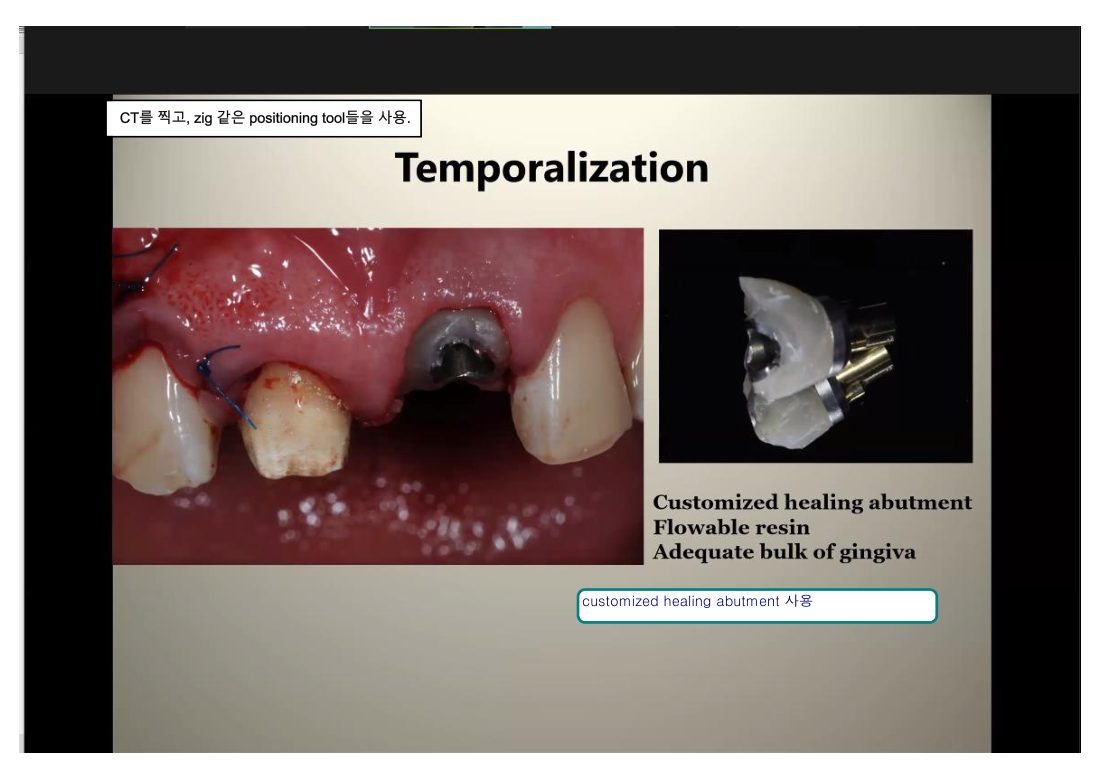 CT를 찍고, zig 같은 positioning tool들을 사용.
Temporalization
Customized healing abutment
Flowable resin
Adequate bulk of gingiva
customized healing abutment 사용